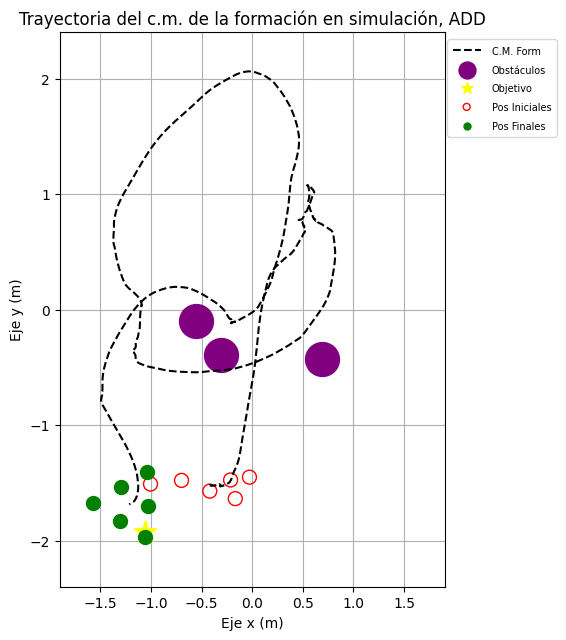 Trayectoria del c.m. de la formación en simulación, ADD
C.M. Form
Obstáculos
Objetivo
Pos Iniciales
Pos Finales
2
1
0
−1
−2
Eje y (m)
−1.5
−1.0
−0.5
0.0
0.5
1.0
1.5
Eje x (m)